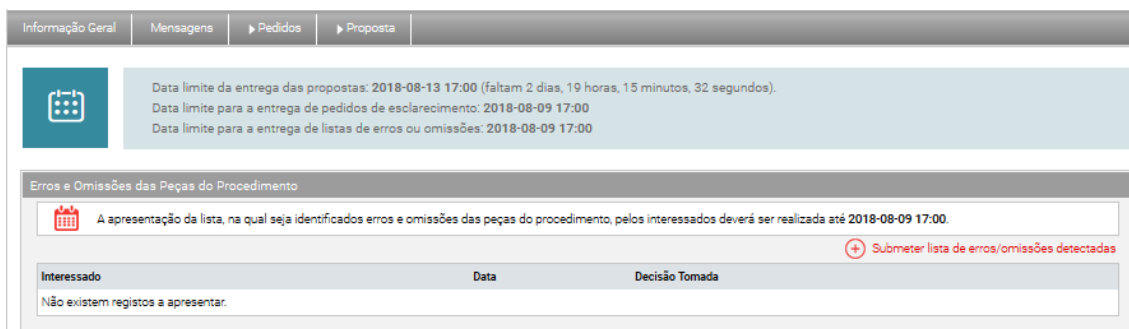 Informação Geral
Mensagens
Pedidos
Proposta
Data limite da entrega das propostas: 2018-08-13 17:00 (faltam 2 dias, 19 horas, 15 minutos, 32 segundos).
Data limite para a entrega de pedidos de esclarecimento: 2018-08-09 17:00
Data limite para a entrega de listas de erros ou omissões: 2018-08-09 17:00
Erros e Omissões das Peças do Procedimento
A apresentação da lista, na qual seja identificados erros e omissões das peças do procedimento, pelos interessados deverá ser realizada até 2018-08-09 17:00.
Submeter lista de erros/omissões detectadas
Interessado Data Decisão Tomada
Não existem registos a apresentar.